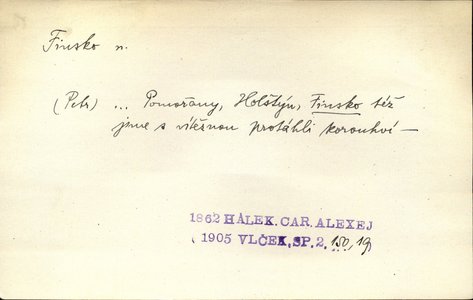 Finsko n.
(Petr) ... Pomořany, Holštýn, Finsko též
jsme s vítěznou protáhli korouhví —
1862 HÁLEK. CAR. ALEXEJ
( 1905 VLČEK, SP. 2, 150, 19)